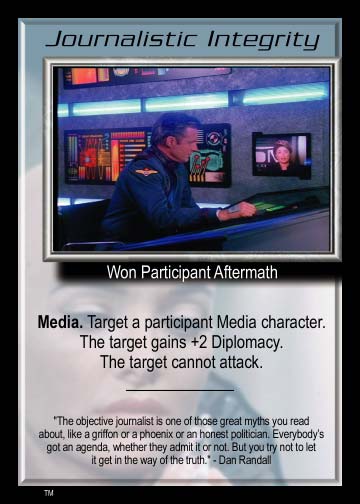 Journalistic Integrity
Won Participant Aftermath
Media. Target a participant Media character.
The target gains +2 Diplomacy.
The target cannot attack.
"The objective journalist is one of those great myths you read
about, like a griffon or a phoenix or an honest politician. Everybody's
got an agenda, whether they admit it or not. But you try not to let
it get in the way of the truth." - Dan Randall
TM